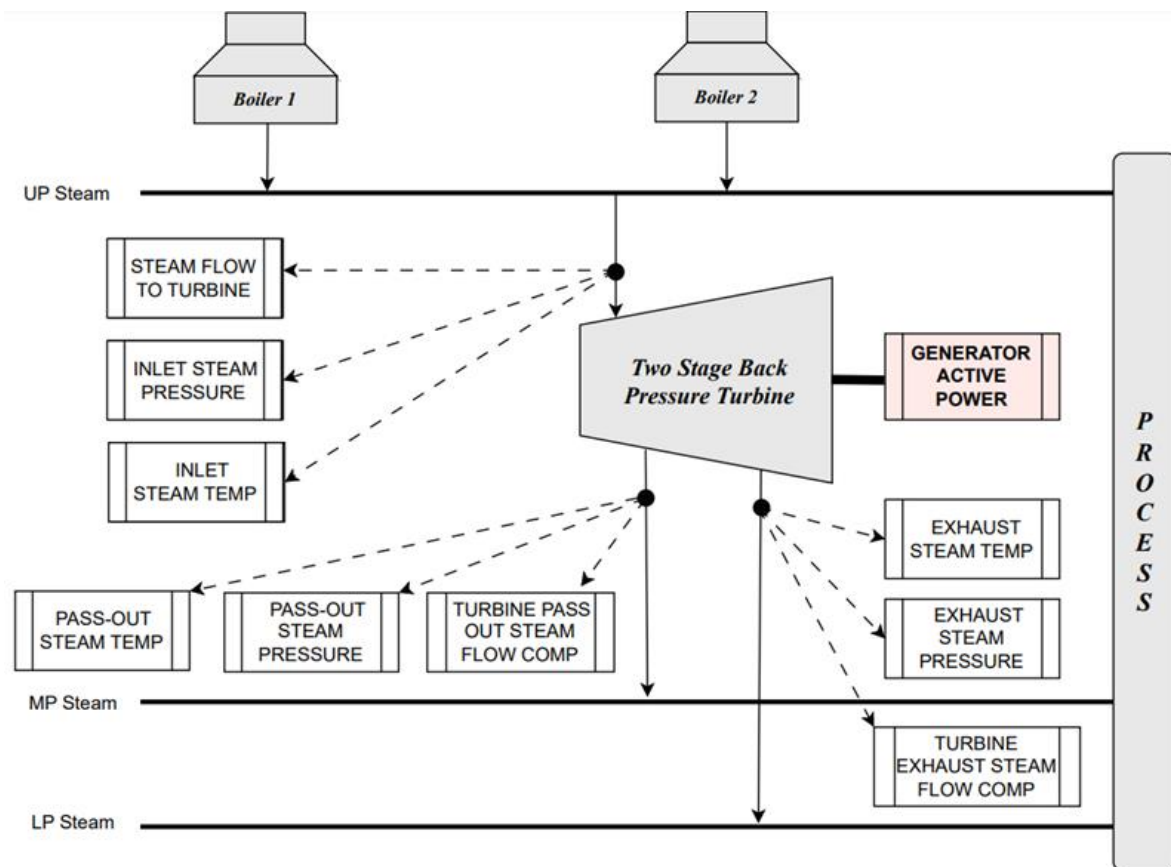 Boiler 1
Boiler 2
UP Steam
STEAM FLOW
TO TURBINE
INLET STEAM
PRESSURE
INLET
STEAM TEMP
Two Stage Back
Pressure Turbine
GENERATOR
ACTIVE
POWER
P
R
O
C
E
S
S
EXHAUST
STEAM TEMP
PASS-OUT
STEAM TEMP
PASS-OUT
STEAM
PRESSURE
TURBINE PASS
OUT STEAM
FLOW COMP
EXHAUST
STEAM
PRESSURE
MP Steam
TURBINE
EXHAUST STEAM
FLOW COMP
LP Steam